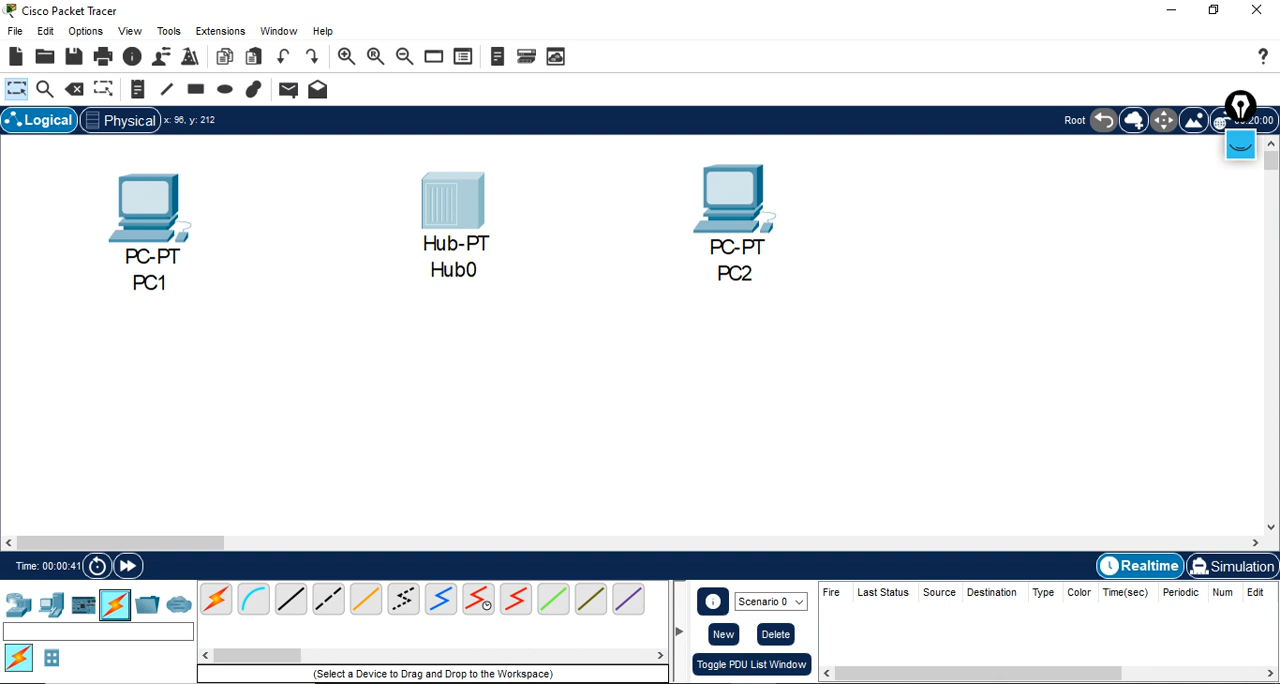 Cisco Packet Tracer
File Edit Options View Tools Extensions Window Help
?
Logical Physical x: 96, y: 212 Root :20:00
PC-PT
PC1
Hub-PT
Hub0
PC-PT
PC2
Time: 00:00:41 Realtime Simulation
Scenario 0
New Delete
Toggle PDU List Window
Fire Last Status Source Destination Type Color Time(sec) Periodic Num Edit
(Select a Device to Drag and Drop to the Workspace)